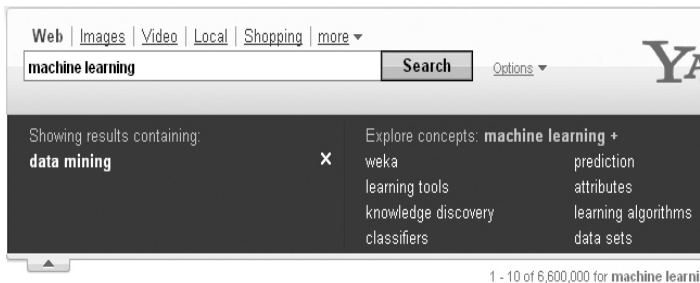 Web | Images | Video | Local | Shopping | more
machine learning Search Options YA
Showing results containing:
data mining X
Explore concepts: machine learning +
weka prediction
learning tools attributes
knowledge discovery learning algorithms
classifiers data sets
1 - 10 of 6,600,000 for machine learni